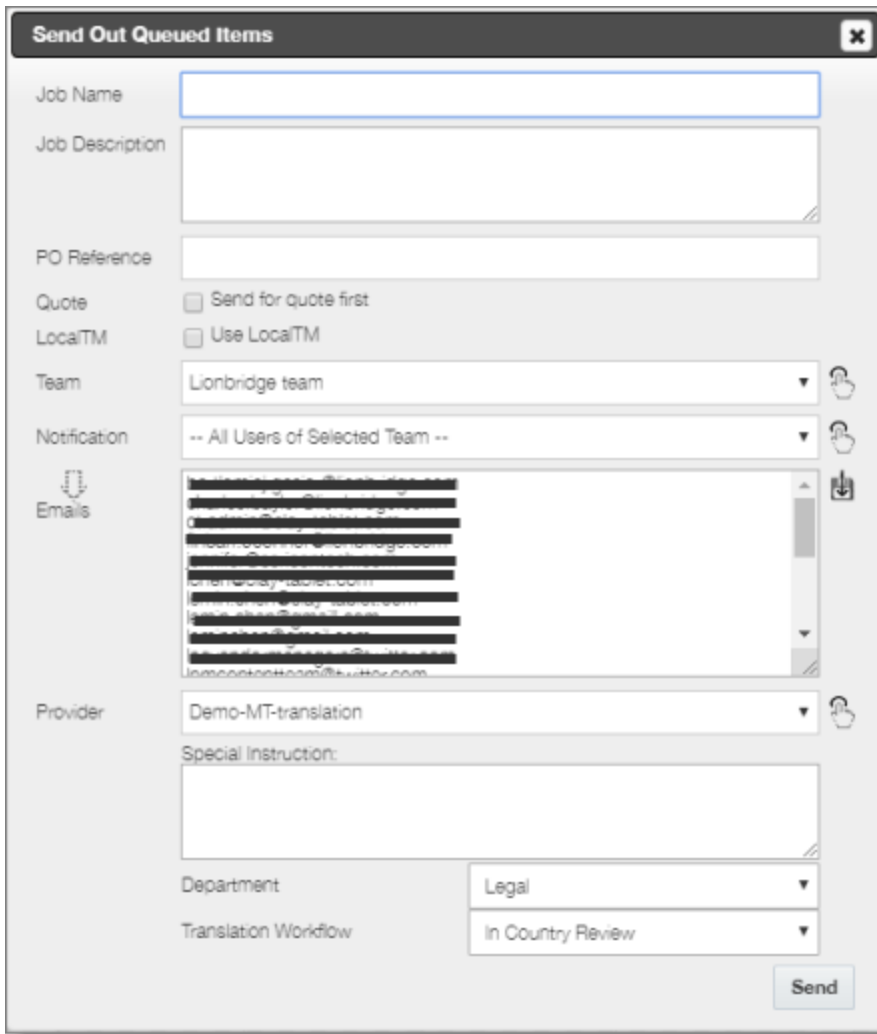 Send Out Queued Items
Job Name
Job Description
PO Reference
Quote Send for quote first
LocalTM Use LocalTM
Team Lionbridge team
Notification -- All Users of Selected Team --
Emails
Provider Demo-MT-translation
Special Instruction:
Department Legal
Translation Workflow In Country Review
Send